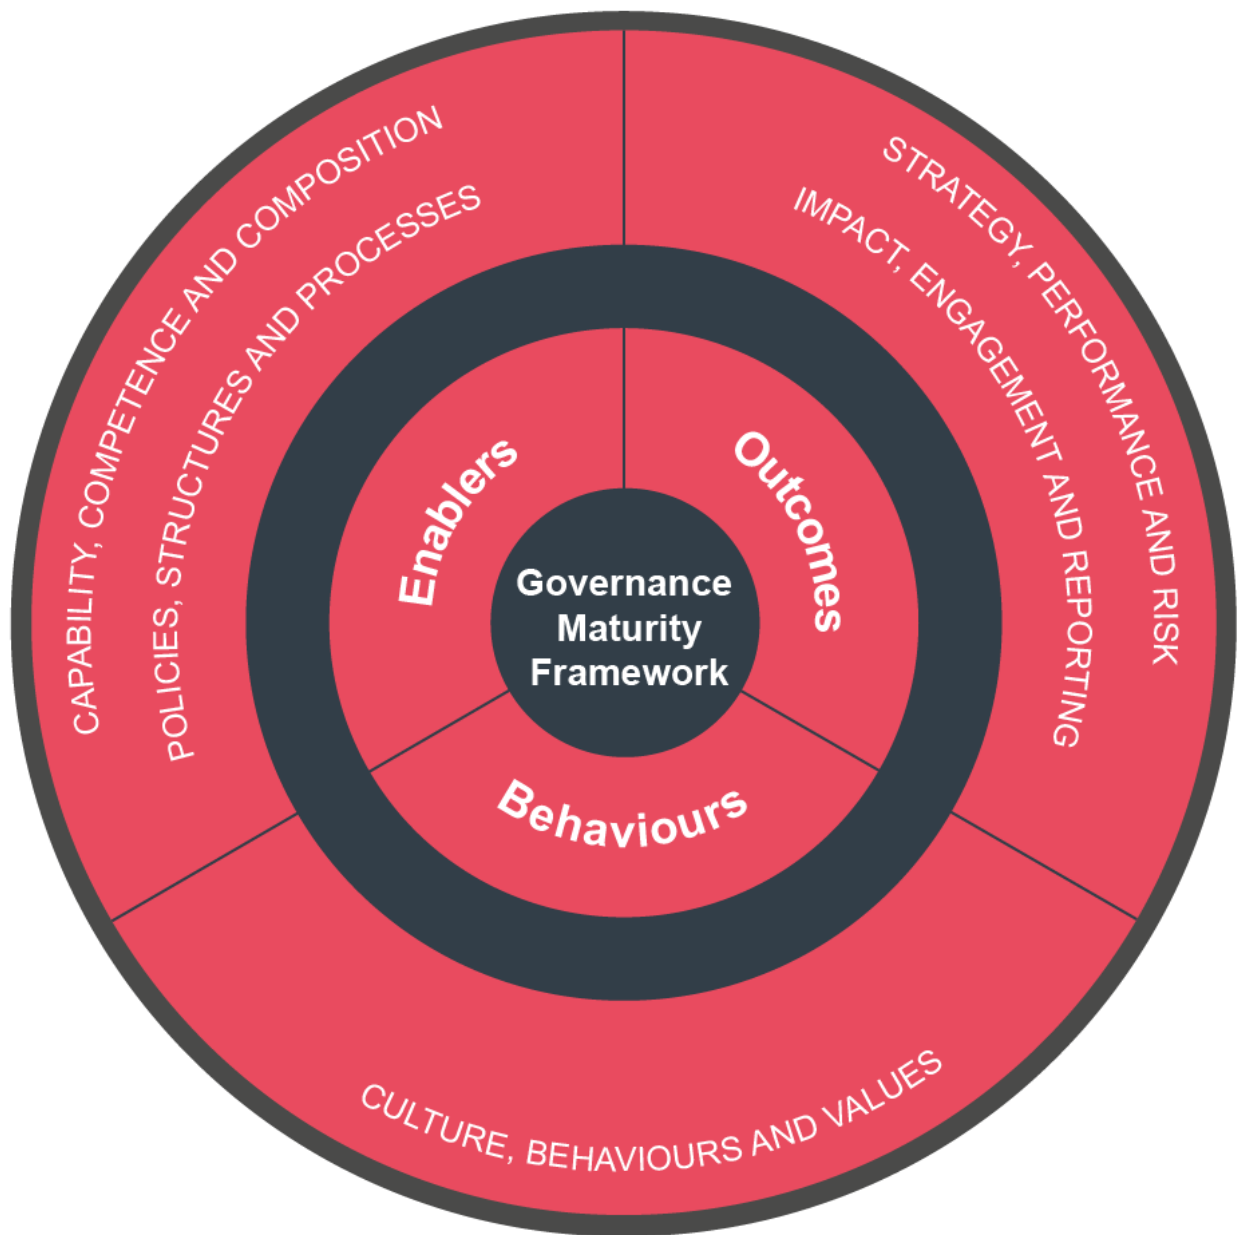 CAPABILITY, COMPETENCE AND COMPOSITION
POLICIES, STRUCTURES AND PROCESSES
STRATEGY, PERFORMANCE AND RISK
IMPACT, ENGAGEMENT AND REPORTING
Enablers
Outcomes
Governance
Maturity
Framework
Behaviours
CULTURE, BEHAVIOURS AND VALUES